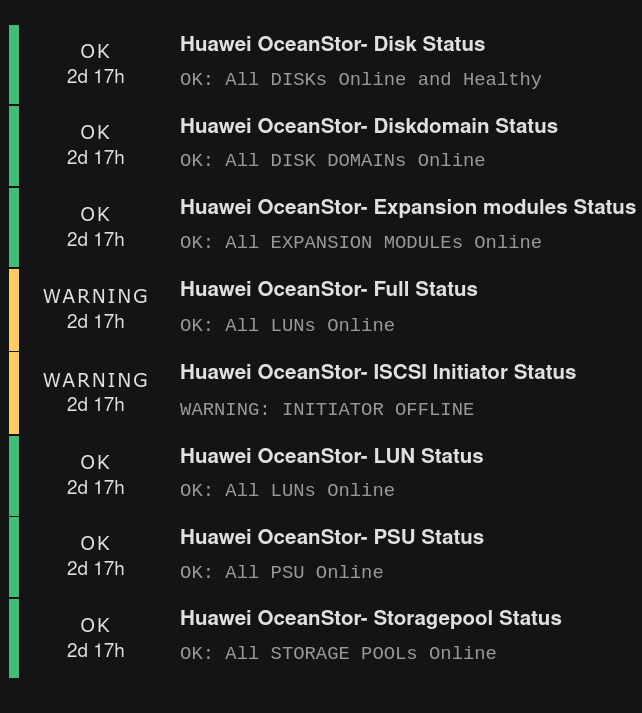 OK
2d 17h
Huawei OceanStor- Disk Status
OK: All DISKs Online and Healthy
OK
2d 17h
Huawei OceanStor- Diskdomain Status
OK: All DISK DOMAINs Online
OK
2d 17h
Huawei OceanStor- Expansion modules Status
OK: All EXPANSION MODULEs Online
WARNING
2d 17h
Huawei OceanStor- Full Status
OK: All LUNs Online
WARNING
2d 17h
Huawei OceanStor- ISCSI Initiator Status
WARNING: INITIATOR OFFLINE
OK
2d 17h
Huawei OceanStor- LUN Status
OK: All LUNs Online
OK
2d 17h
Huawei OceanStor- PSU Status
OK: All PSU Online
OK
2d 17h
Huawei OceanStor- Storagepool Status
OK: All STORAGE POOLs Online